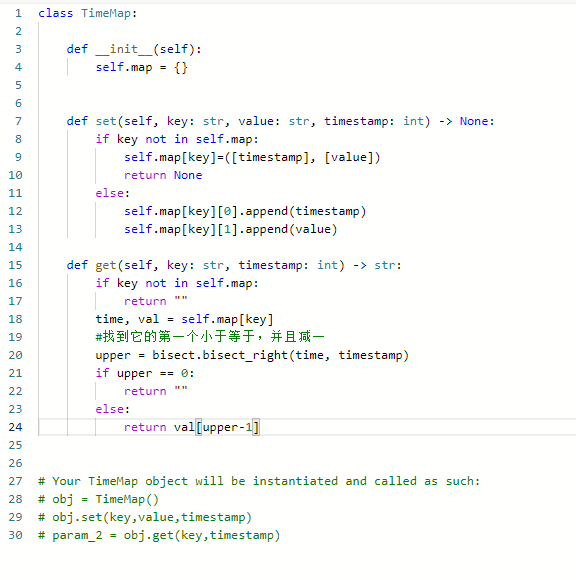 1 class TimeMap:
2
3     def __init__(self):
4         self.map = {}
5
6
7     def set(self, key: str, value: str, timestamp: int) -> None:
8         if key not in self.map:
9             self.map[key]=([timestamp], [value])
10             return None
11         else:
12             self.map[key][0].append(timestamp)
13             self.map[key][1].append(value)
14
15     def get(self, key: str, timestamp: int) -> str:
16         if key not in self.map:
17             return ""
18         time, val = self.map[key]
19         #找到它的第一个小于等于，并且减一
20         upper = bisect.bisect_right(time, timestamp)
21         if upper == 0:
22             return ""
23         else:
24             return val[upper-1]
25
26
27 # Your TimeMap object will be instantiated and called as such:
28 # obj = TimeMap()
29 # obj.set(key,value,timestamp)
30 # param_2 = obj.get(key,timestamp)